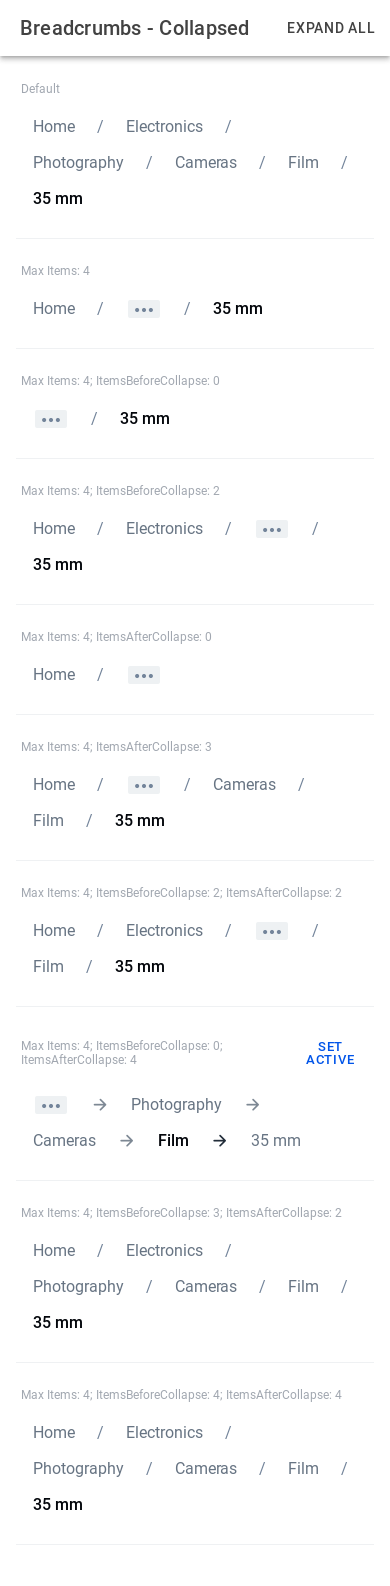 Breadcrumbs - Collapsed EXPAND ALL
Default
Home / Electronics /
Photography / Cameras / Film /
35 mm
Max Items: 4
Home / ••• / 35 mm
Max Items: 4; ItemsBeforeCollapse: 0
••• / 35 mm
Max Items: 4; ItemsBeforeCollapse: 2
Home / Electronics / ••• /
35 mm
Max Items: 4; ItemsAfterCollapse: 0
Home / •••
Max Items: 4; ItemsAfterCollapse: 3
Home / ••• / Cameras /
Film / 35 mm
Max Items: 4; ItemsBeforeCollapse: 2; ItemsAfterCollapse: 2
Home / Electronics / ••• /
Film / 35 mm
Max Items: 4; ItemsBeforeCollapse: 0;
ItemsAfterCollapse: 4
SET
ACTIVE
••• → Photography →
Cameras → Film → 35 mm
Max Items: 4; ItemsBeforeCollapse: 3; ItemsAfterCollapse: 2
Home / Electronics /
Photography / Cameras / Film /
35 mm
Max Items: 4; ItemsBeforeCollapse: 4; ItemsAfterCollapse: 4
Home / Electronics /
Photography / Cameras / Film /
35 mm